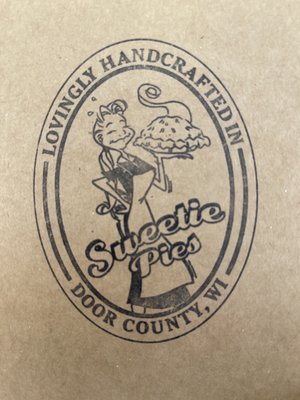 LOVINGLY HANDCRAFTED IN
Sweetie
Pies
DOOR COUNTY, WI